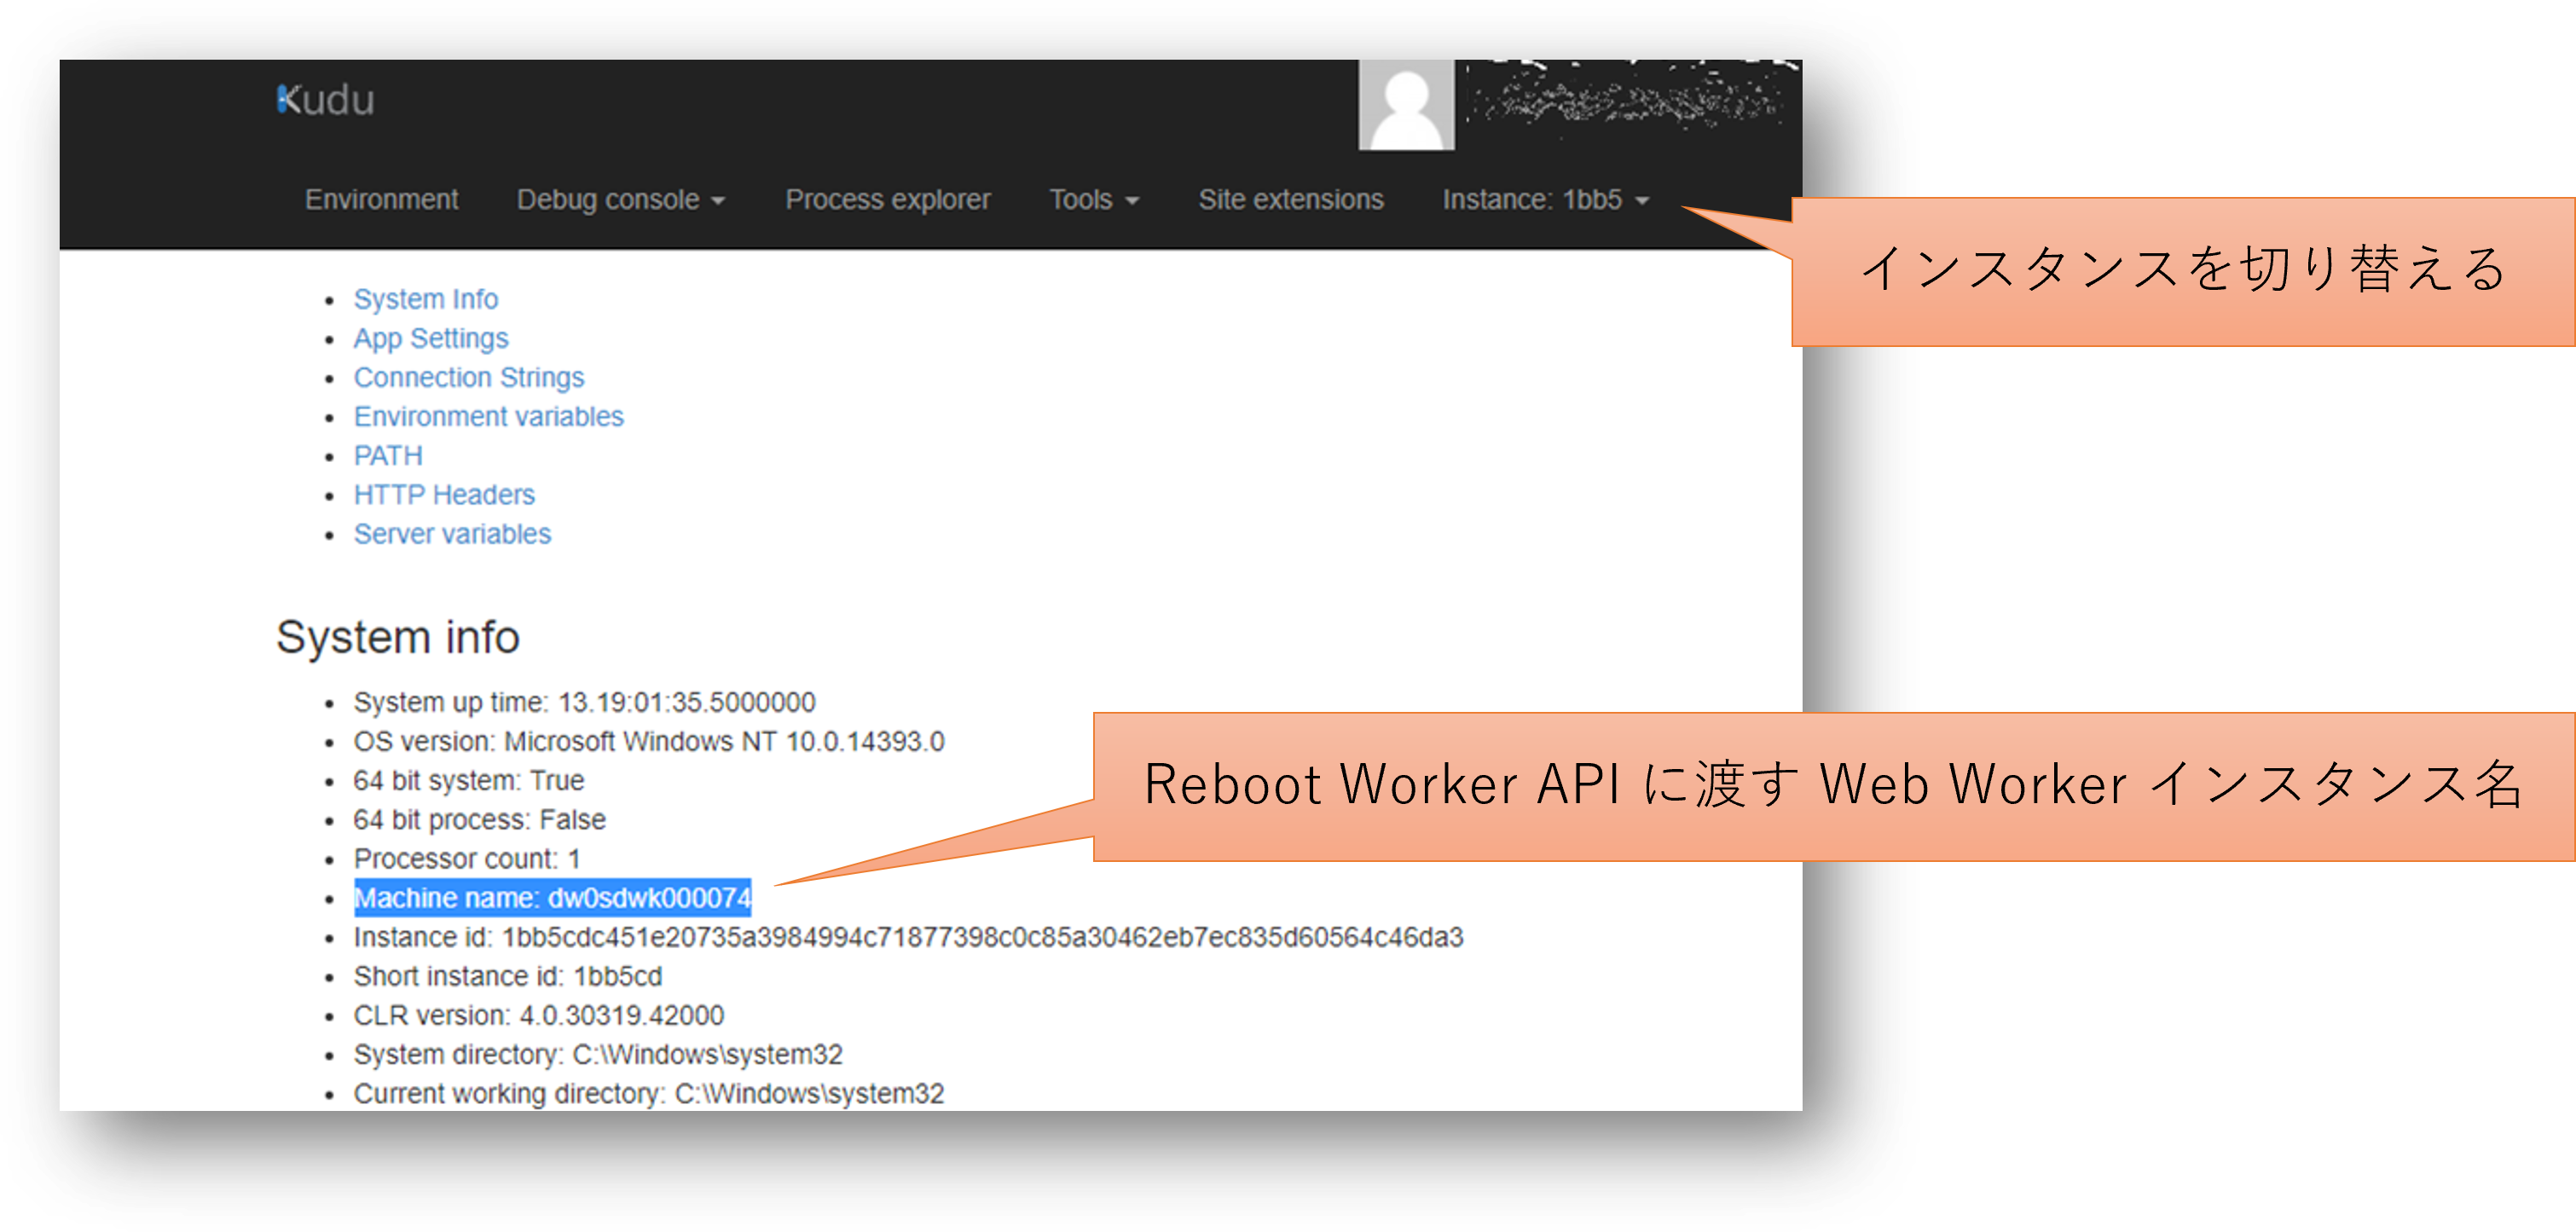 Kudu
Environment Debug console Process explorer Tools Site extensions Instance: 1bb5
インスタンスを切り替える
System Info
App Settings
Connection Strings
Environment variables
PATH
HTTP Headers
Server variables
System info
System up time: 13.19:01:35.5000000
OS version: Microsoft Windows NT 10.0.14393.0
64 bit system: True
64 bit process: False
Processor count: 1
Reboot Worker API に渡す Web Worker インスタンス名
Machine name: dw0sdwk000074
Instance id: 1bb5cdc451e20735a3984994c71877398c0c85a30462eb7ec835d60564c46da3
Short instance id: 1bb5cd
CLR version: 4.0.30319.42000
System directory: C:\Windows\system32
Current working directory: C:\Windows\system32